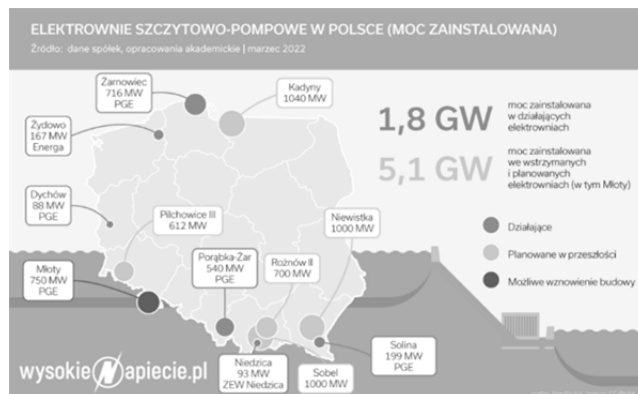 ELEKTROWNIE SZCZYTOWO-POMPOWE W POLSCE (MOC ZAINSTALOWANA)
Źródło: dane spółek, opracowania akademickie | marzec 2022
Żarnowiec
716 MW
PGE
Kadyny
1040 MW
1,8 GW
moc zainstalowana
w działających
elektrowniach
Żydowo
167 MW
Energa
5,1 GW
moc zainstalowana
we wstrzymanych
i planowanych
elektrowniach (w tym Młoty)
Dychów
88 MW
PGE
Pilchowice III
612 MW
Niewistka
1000 MW
Działające
Planowane w przeszłości
Możliwe wznowienie budowy
Młoty
750 MW
PGE
Porąbka-Żar
540 MW
PGE
Rożnów II
700 MW
Niedzica
93 MW
ZEW Niedzica
Sobel
1000 MW
Solina
199 MW
PGE
wysokieNapiecie.pl